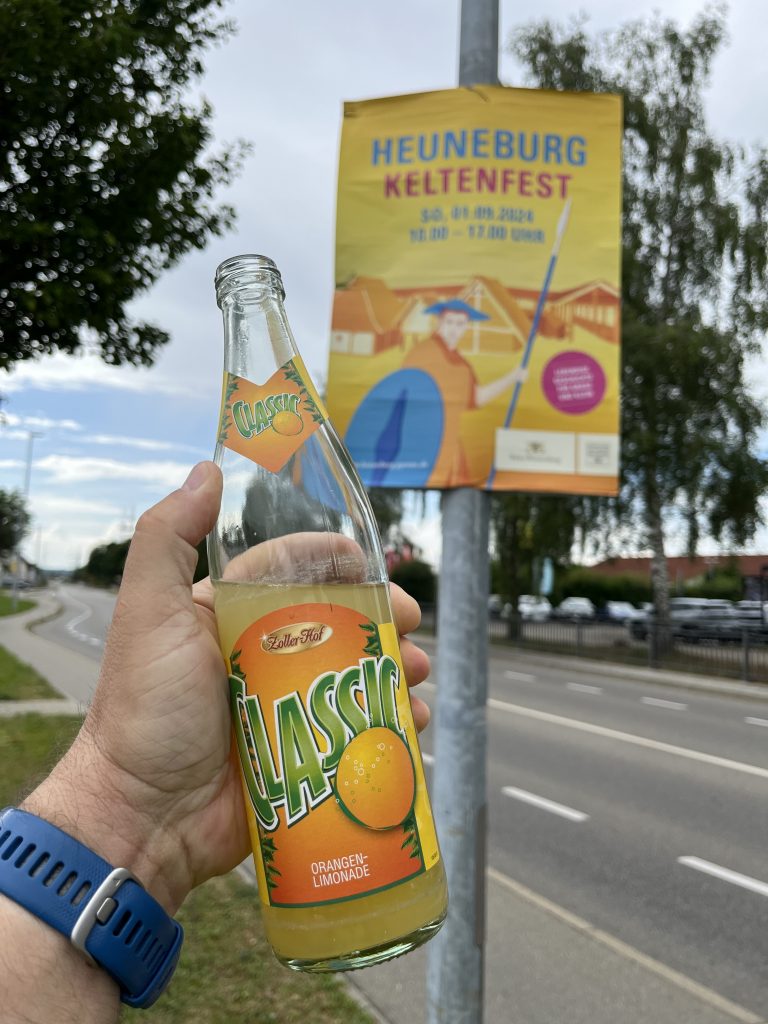 HEUNEBURG
KELTENFEST
SO. 01.09.2024
10.00 – 17.00 UHR
CLASSIC
Zoller-Hof
CLASSIC
ORANGEN-
LIMONADE